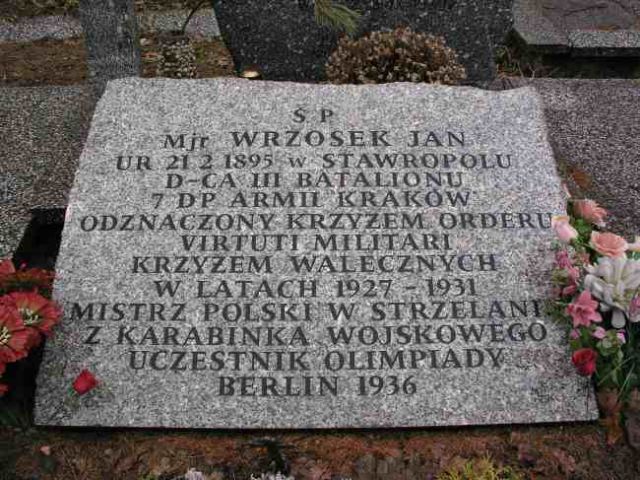 Ś P
Mjr WRZOSEK JAN
UR 21 2 1895 w STAWROPOLU
D-CA III BATALIONU
7 DP ARMII KRAKÓW
ODZNACZONY KRZYŻEM ORDERU
VIRTUTI MILITARI
KRZYŻEM WALECZNYCH
W LATACH 1927-1931
MISTRZ POLSKI W STRZELANI
Z KARABINKA WOJSKOWEGO
UCZESTNIK OLIMPIADY
BERLIN 1936